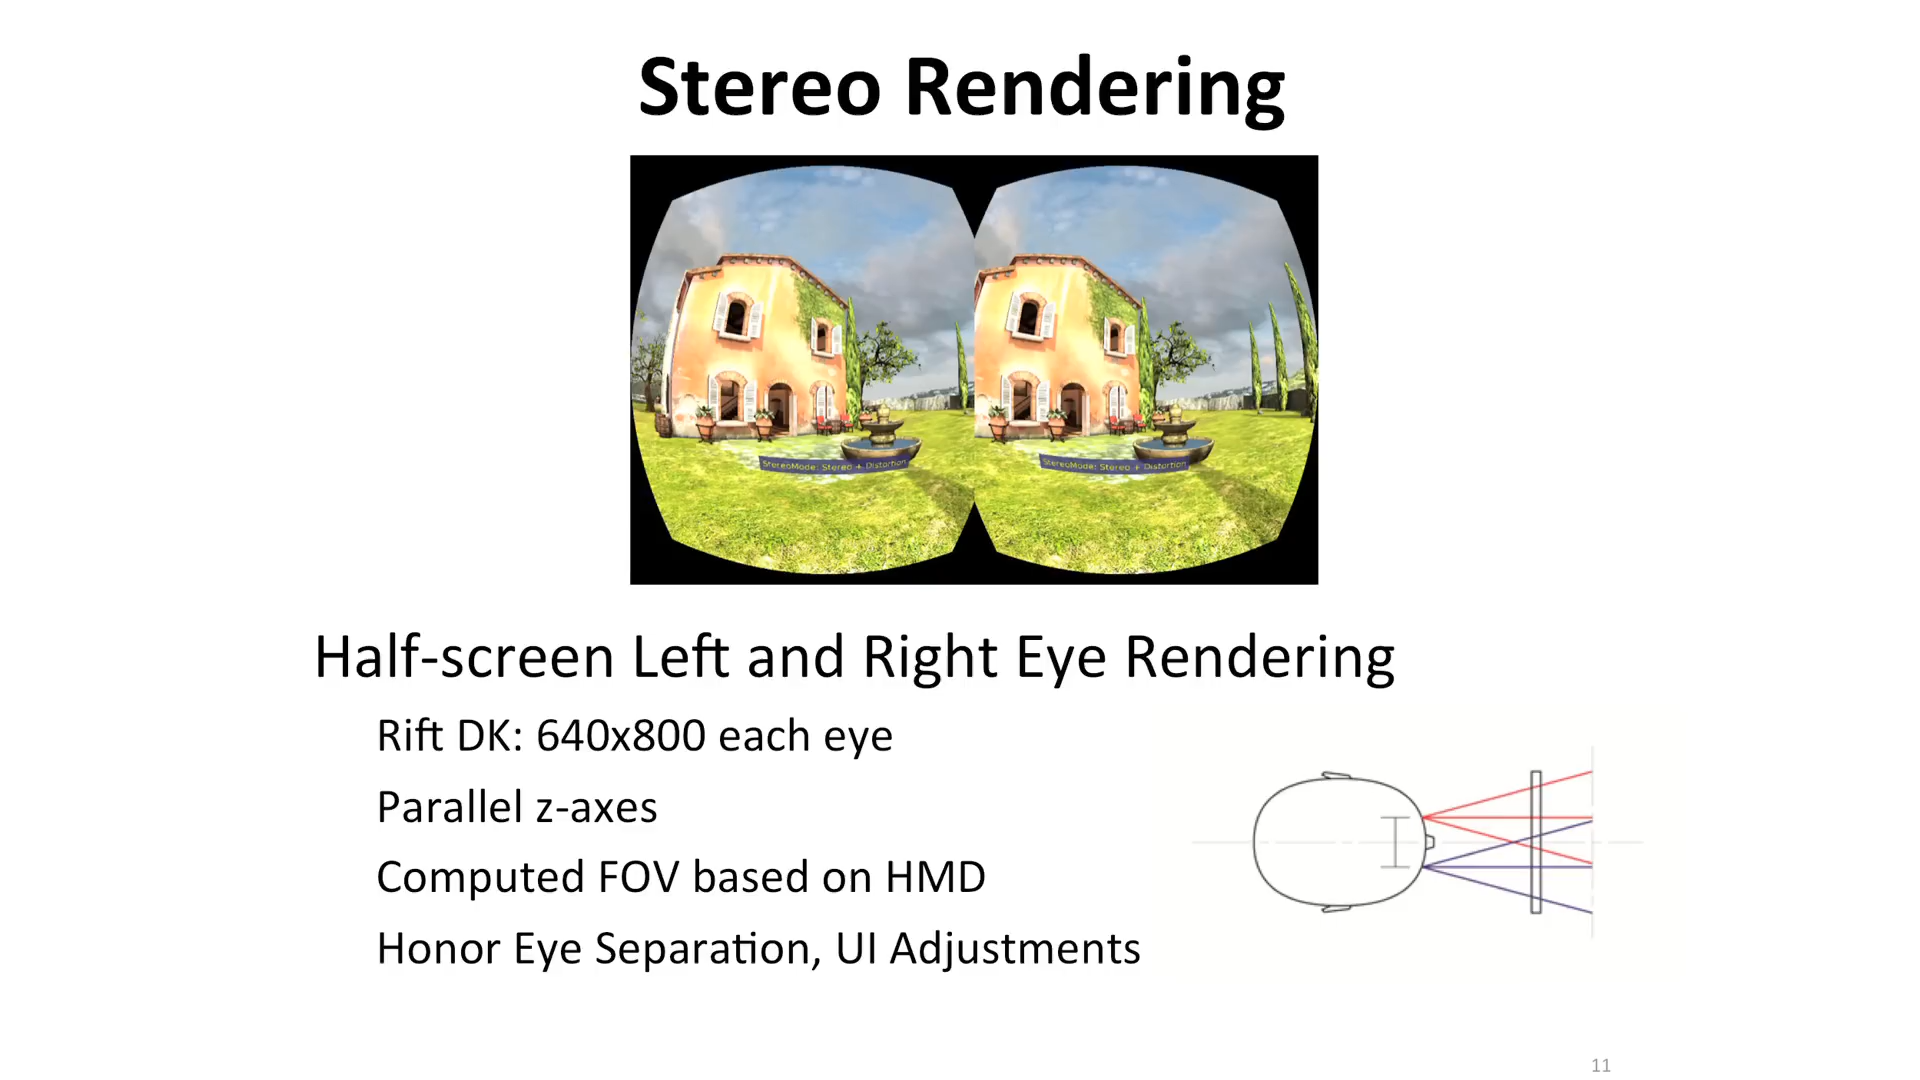 Stereo Rendering
StereoMode: Stereo + Distortion
StereoMode: Stereo + Distortion
Half-screen Left and Right Eye Rendering
Rift DK: 640x800 each eye
Parallel z-axes
Computed FOV based on HMD
Honor Eye Separation, UI Adjustments
11